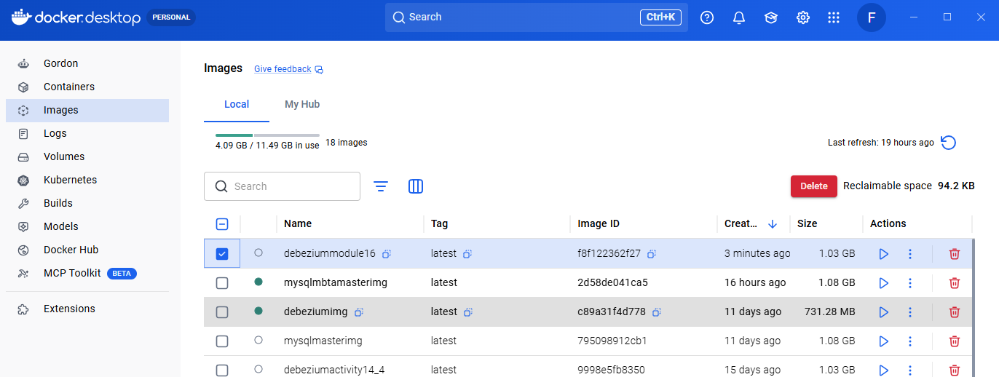 docker.desktop PERSONAL Search Ctrl+K F
Gordon
Containers
Images
Logs
Volumes
Kubernetes
Builds
Models
Docker Hub
MCP Toolkit BETA
Extensions
Images Give feedback
Local My Hub
4.09 GB / 11.49 GB in use 18 images Last refresh: 19 hours ago
Search Delete Reclaimable space 94.2 KB
Name Tag Image ID Creat... Size Actions
debeziummodule16 latest f8f122362f27 3 minutes ago 1.03 GB
mysqlmbtamasterimg latest 2d58de041ca5 16 hours ago 1.08 GB
debeziumimg latest c89a31f4d778 11 days ago 731.28 MB
mysqlmasterimg latest 795098912cb1 11 days ago 1.08 GB
debeziumactivity14_4 latest 9998e5fb8350 15 days ago 1.03 GB